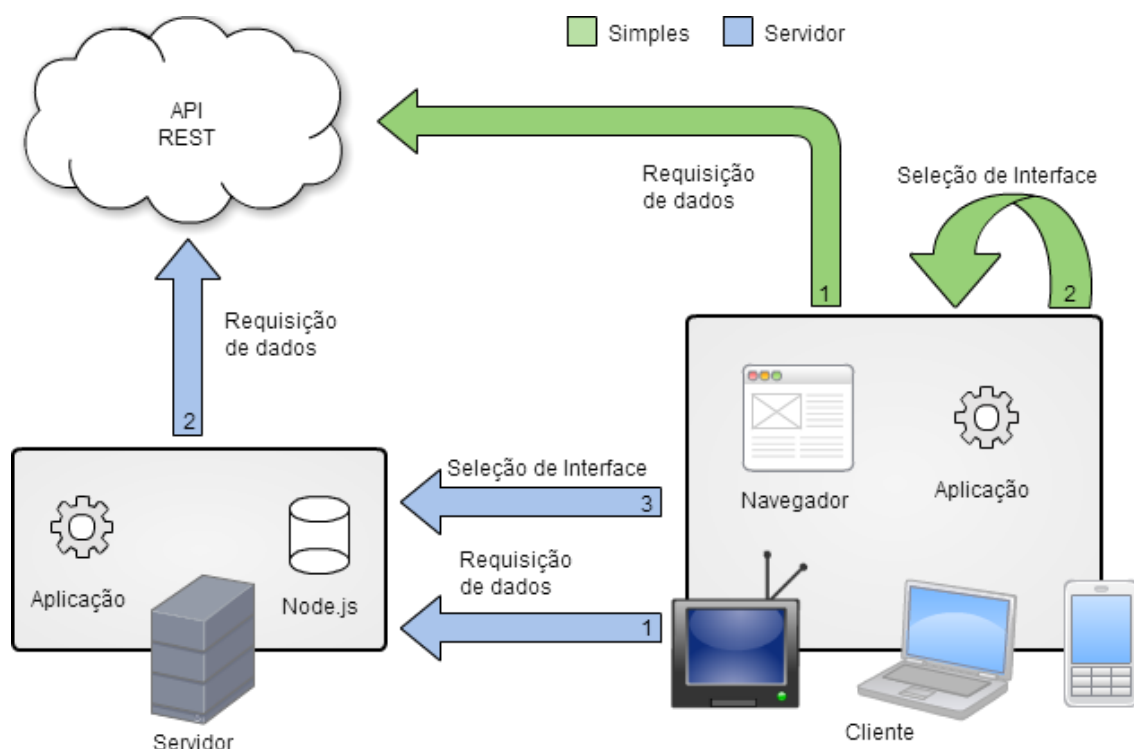 Simples
Servidor
API
REST
Requisição
de dados
Seleção de Interface
1
2
Requisição
de dados
2
Seleção de Interface
3
Navegador
Aplicação
Requisição
de dados
1
Aplicação
Node.js
Servidor
Cliente